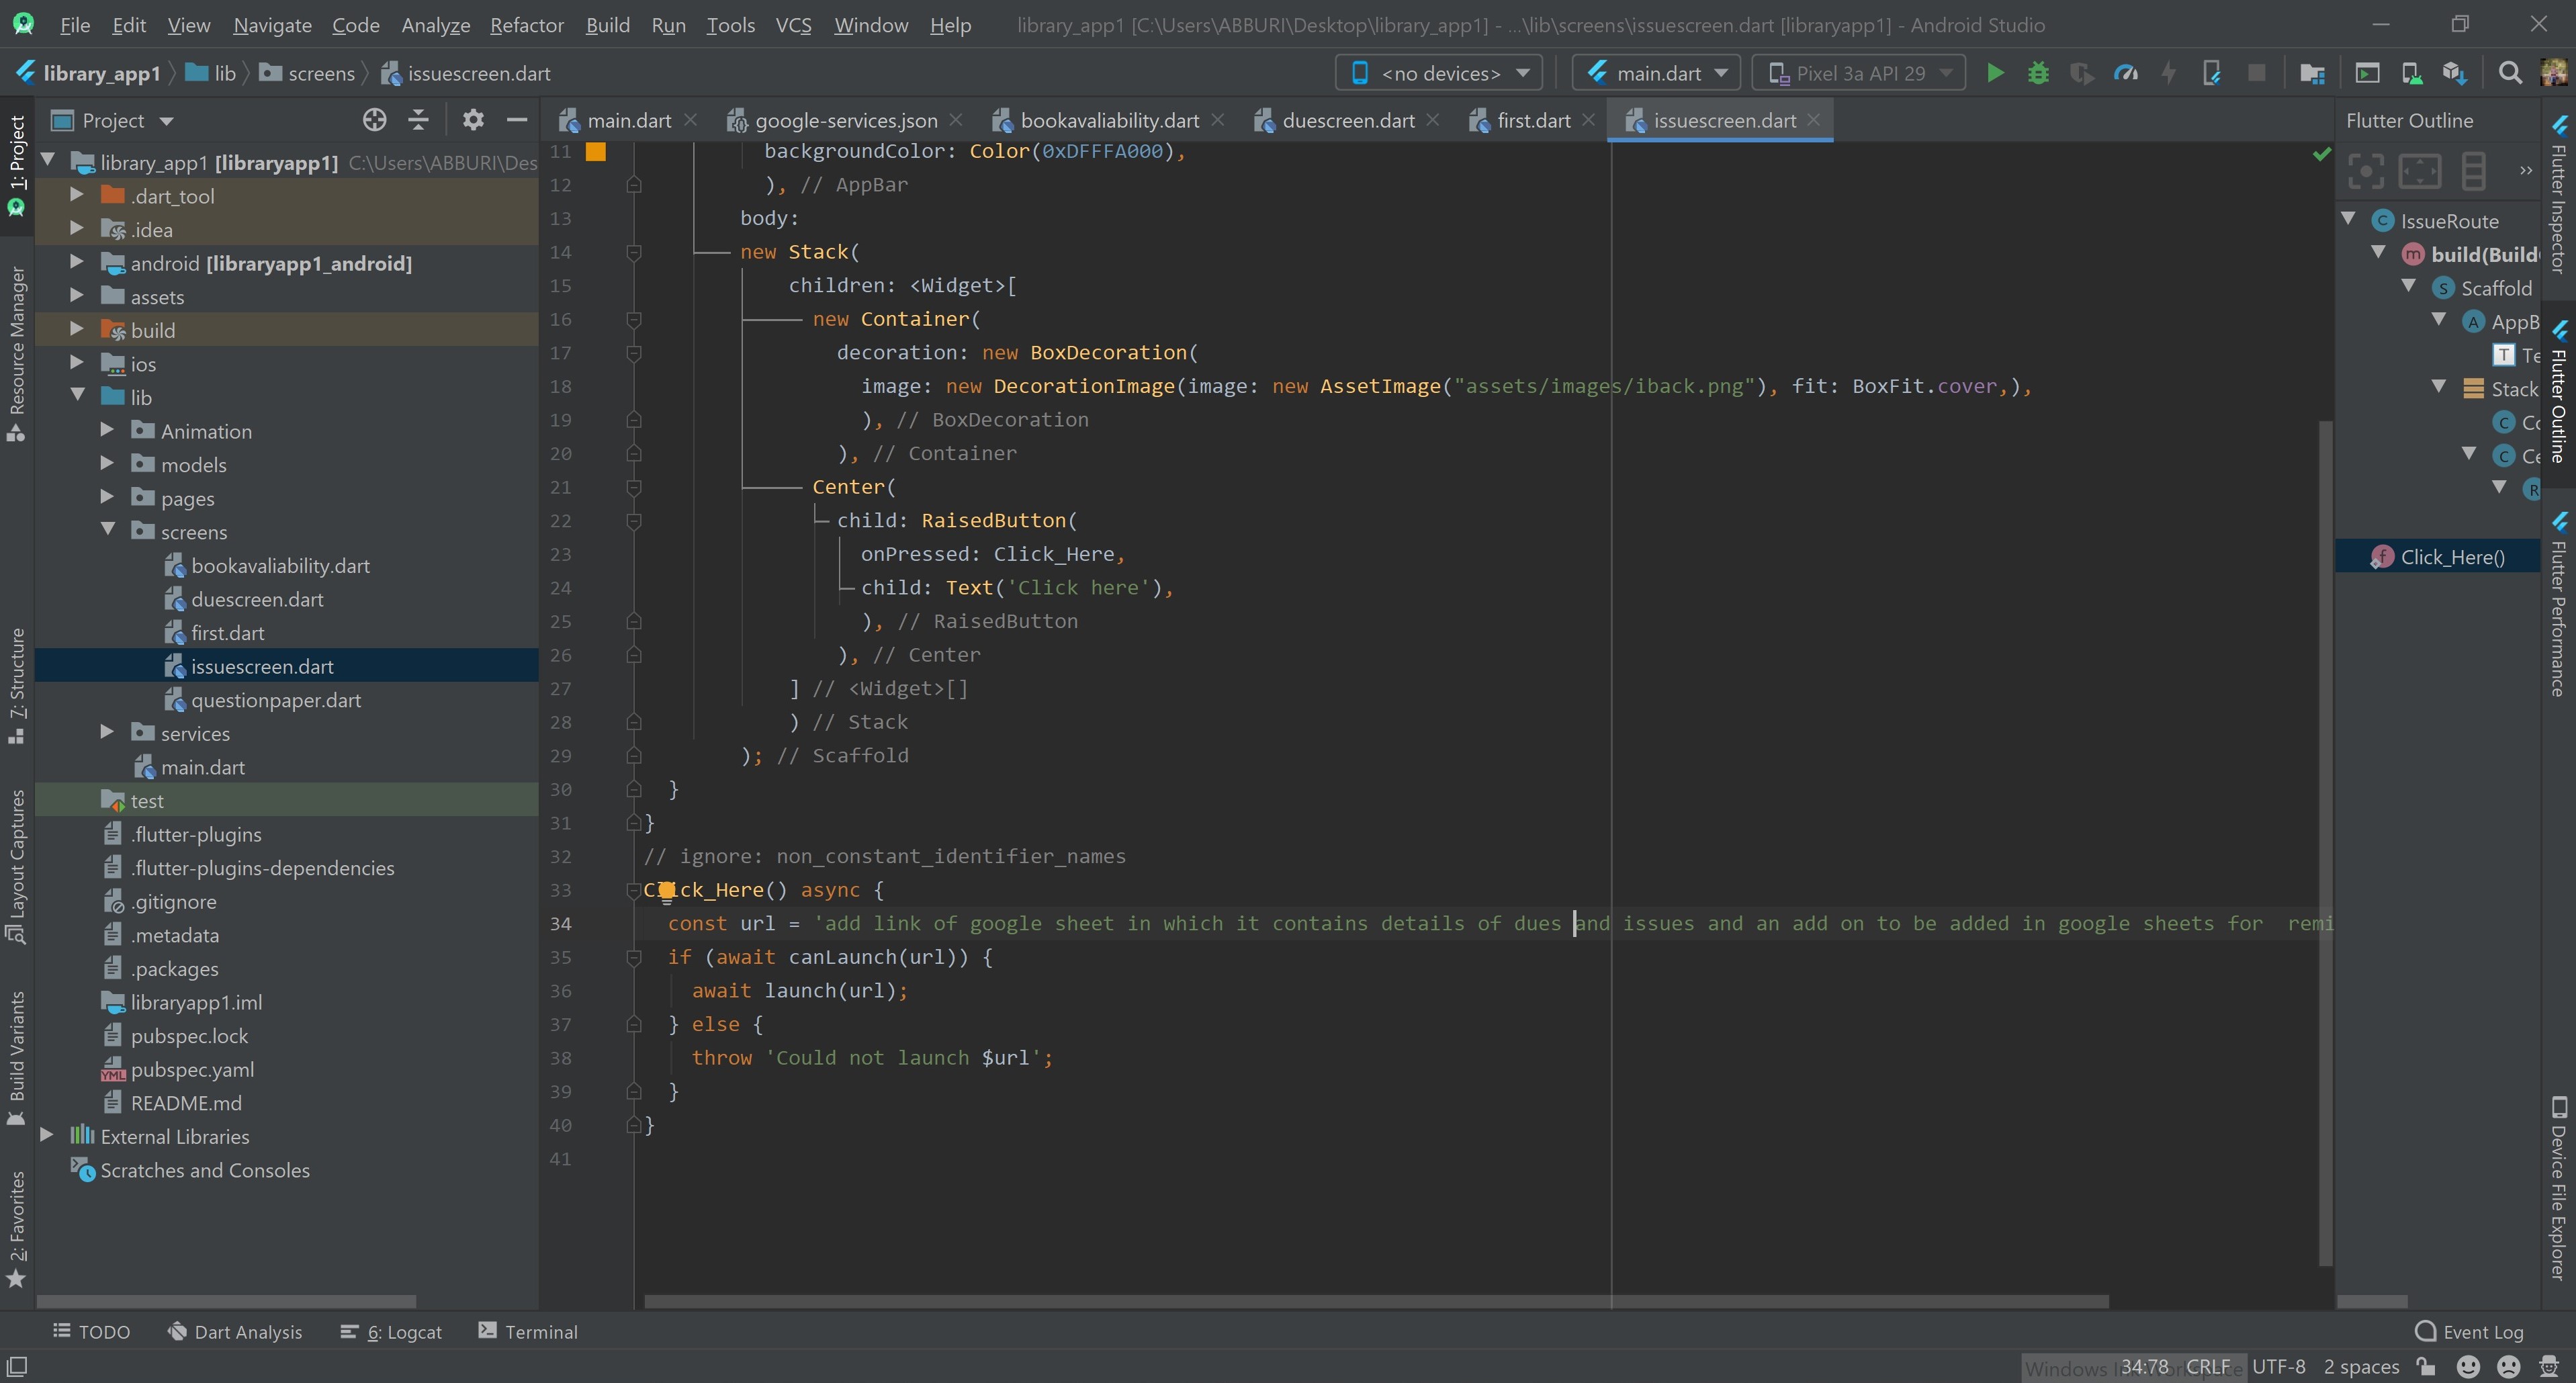 File Edit View Navigate Code Analyze Refactor Build Run Tools VCS Window Help library_app1 [C:\Users\ABBURI\Desktop\library_app1] - ...\lib\screens\issuescreen.dart [libraryapp1] - Android Studio
library_app1 lib screens issuescreen.dart <no devices> main.dart Pixel 3a API 29
Project
main.dart google-services.json bookavaliability.dart duescreen.dart first.dart issuescreen.dart
Flutter Outline
1: Project
Resource Manager
7: Structure
Layout Captures
Build Variants
2: Favorites
library_app1 [libraryapp1] C:\Users\ABBURI\Des
.dart_tool
.idea
android [libraryapp1_android]
assets
build
ios
lib
Animation
models
pages
screens
bookavaliability.dart
duescreen.dart
first.dart
issuescreen.dart
questionpaper.dart
services
main.dart
test
.flutter-plugins
.flutter-plugins-dependencies
.gitignore
.metadata
.packages
libraryapp1.iml
pubspec.lock
YML pubspec.yaml
README.md
External Libraries
Scratches and Consoles
11 backgroundColor: Color(0xDFFFA000),
12 ), // AppBar
13 body:
14 new Stack(
15 children: <Widget>[
16 new Container(
17 decoration: new BoxDecoration(
18 image: new DecorationImage(image: new AssetImage("assets/images/iback.png"), fit: BoxFit.cover,),
19 ), // BoxDecoration
20 ), // Container
21 Center(
22 child: RaisedButton(
23 onPressed: Click_Here,
24 child: Text('Click here'),
25 ), // RaisedButton
26 ), // Center
27 ] // <Widget>[]
28 ) // Stack
29 ); // Scaffold
30 }
31 }
32 // ignore: non_constant_identifier_names
33 Click_Here() async {
34 const url = 'add link of google sheet in which it contains details of dues and issues and an add on to be added in google sheets for remi
35 if (await canLaunch(url)) {
36 await launch(url);
37 } else {
38 throw 'Could not launch $url';
39 }
40 }
41
C IssueRoute
m build(Build
S Scaffold
A AppB
T Te
Stack
C Co
C Ce
R
f Click_Here()
Flutter Inspector
Flutter Outline
Flutter Performance
Device File Explorer
TODO Dart Analysis 6: Logcat Terminal Event Log
34:78 CRLF UTF-8 2 spaces